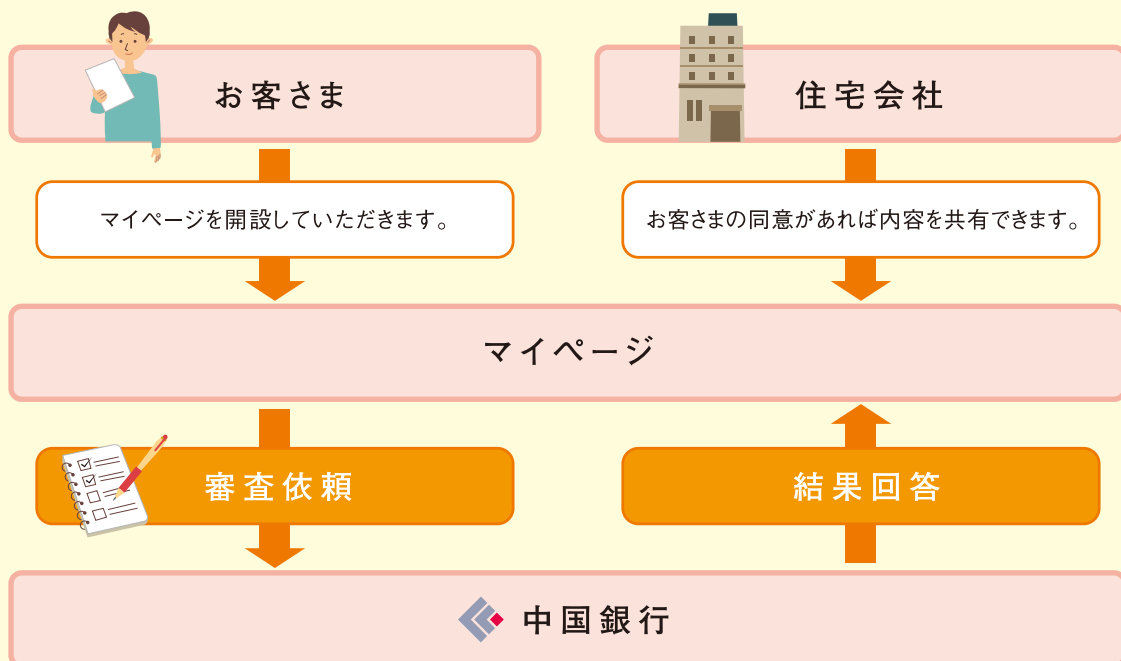 お客さま
住宅会社
マイページを開設していただきます。
お客さまの同意があれば内容を共有できます。
マイページ
審査依頼
結果回答
中国銀行